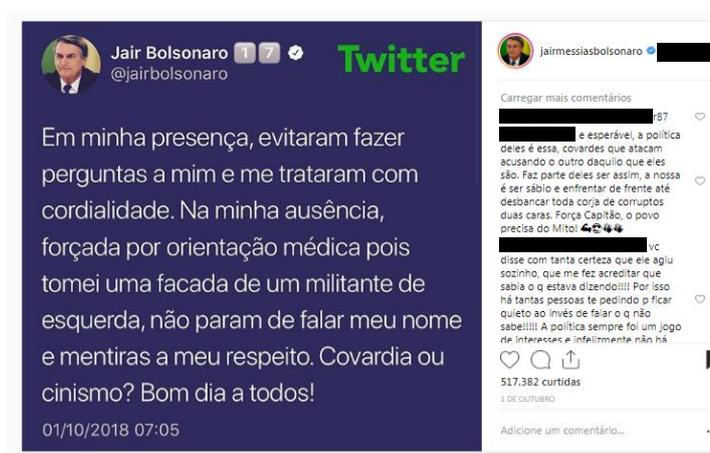 Jair Bolsonaro 1 7
@jairbolsonaro
Twitter
Em minha presença, evitaram fazer
perguntas a mim e me trataram com
cordialidade. Na minha ausência,
forçada por orientação médica pois
tomei uma facada de um militante de
esquerda, não param de falar meu nome
e mentiras a meu respeito. Covardia ou
cinismo? Bom dia a todos!
01/10/2018 07:05
jairmessiasbolsonaro
Carregar mais comentários
r87
e esperável, a política
deles é essa, covardes que atacam
acusando o outro daquilo que eles
são. Faz parte deles ser assim, a nossa
é ser sábio e enfrentar de frente até
desbancar toda corja de corruptos
duas caras. Força Capitão, o povo
precisa do Mito!
vc
disse com tanta certeza que ele agiu
sozinho, que me fez acreditar que
sabia o q estava dizendo!!!! Por isso
há tantas pessoas te pedindo p ficar
quieto ao invés de falar o q não
sabe!!!!! A política sempre foi um jogo
de interesses e infelizmente não há
517.382 curtidas
1 DE OUTUBRO
Adicione um comentário...